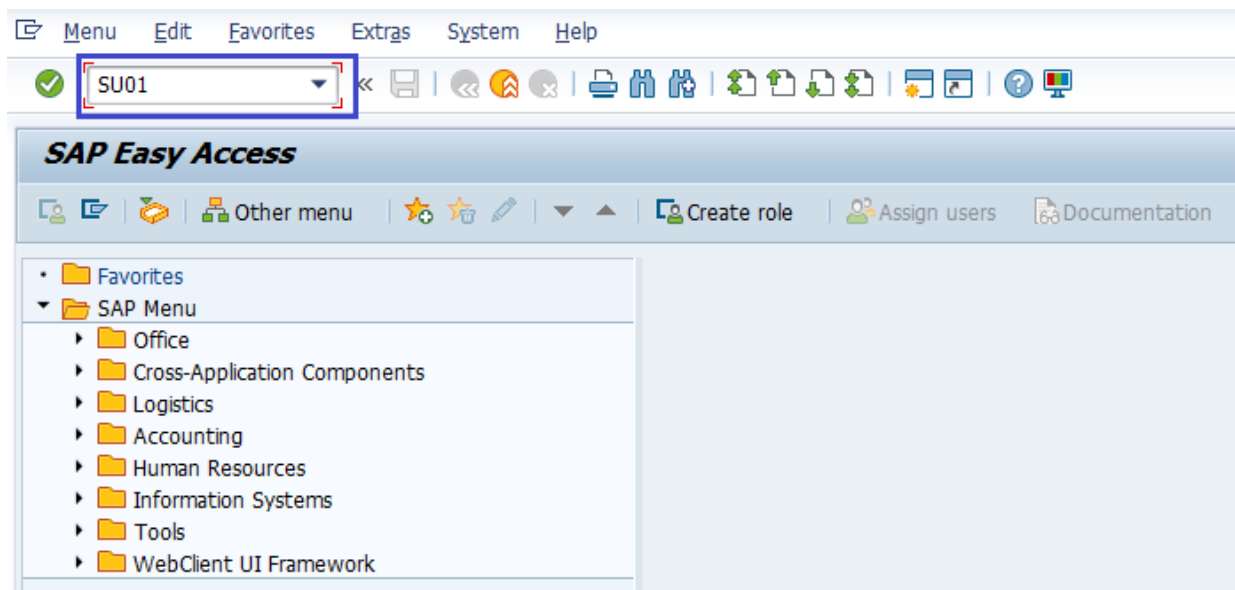 Menu Edit Favorites Extras System Help
SU01
SAP Easy Access
Other menu Create role Assign users Documentation
Favorites
SAP Menu
Office
Cross-Application Components
Logistics
Accounting
Human Resources
Information Systems
Tools
WebClient UI Framework